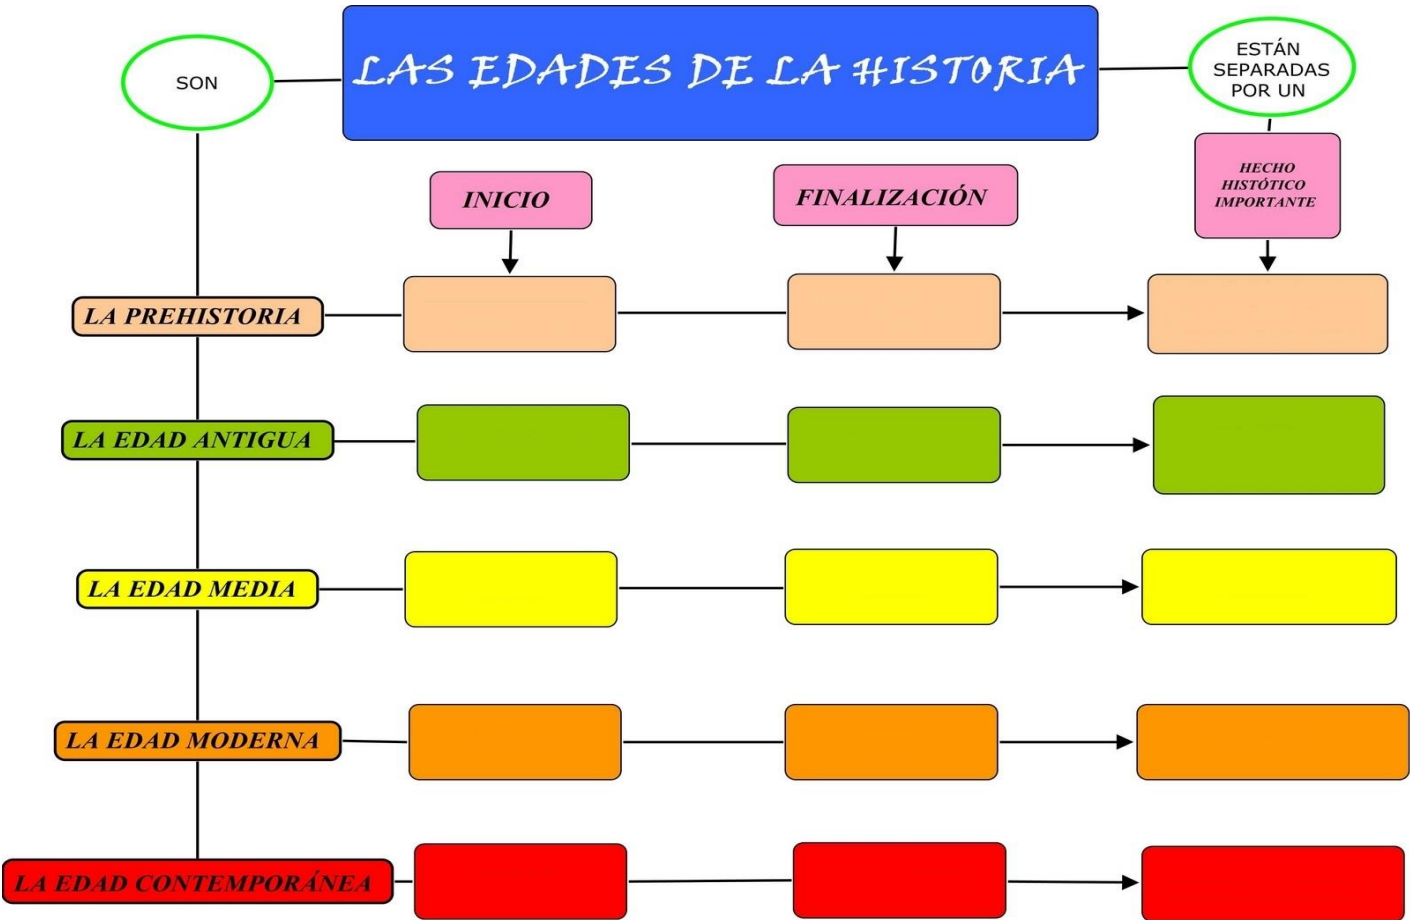 SON
LAS EDADES DE LA HISTORIA
ESTÁN
SEPARADAS
POR UN
INICIO
FINALIZACIÓN
HECHO
HISTÓTICO
IMPORTANTE
LA PREHISTORIA
LA EDAD ANTIGUA
LA EDAD MEDIA
LA EDAD MODERNA
LA EDAD CONTEMPORÁNEA